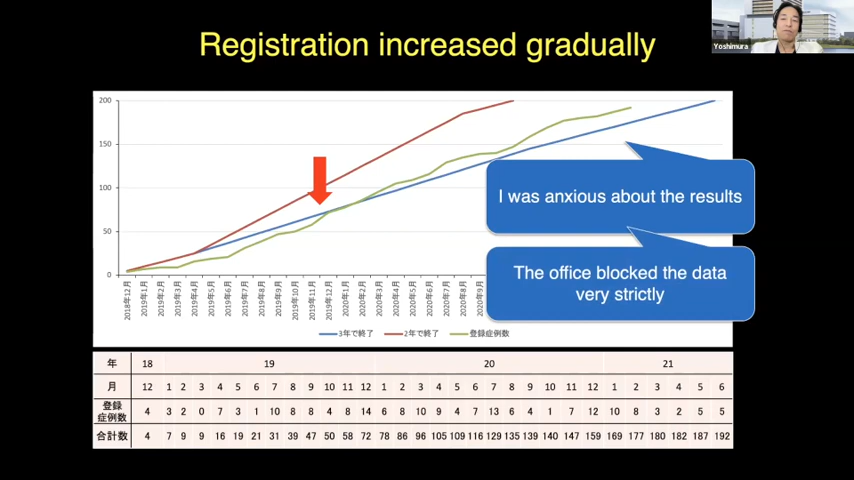 Registration increased gradually
Yoshimura
200
150
100
50
0
2018年12月
2019年1月
2019年2月
2019年3月
2019年4月
2019年5月
2019年6月
2019年7月
2019年8月
2019年9月
2019年10月
2019年11月
2019年12月
2020年1月
2020年2月
2020年3月
2020年4月
2020年5月
2020年6月
2020年7月
2020年8月
2020年9月
I was anxious about the results
The office blocked the data
very strictly
3年で終了 2年で終了 登録症例数
年 18 19 20 21
月 12 1 2 3 4 5 6 7 8 9 10 11 12 1 2 3 4 5 6 7 8 9 10 11 12 1 2 3 4 5 6
登録
症例数 4 3 2 0 7 3 1 10 8 8 4 8 14 6 8 10 9 4 7 13 6 4 1 7 12 10 8 3 2 5 5
合計数 4 7 9 9 16 19 21 31 39 47 50 58 72 78 86 96 105 109 116 129 135 139 140 147 159 169 177 180 182 187 192